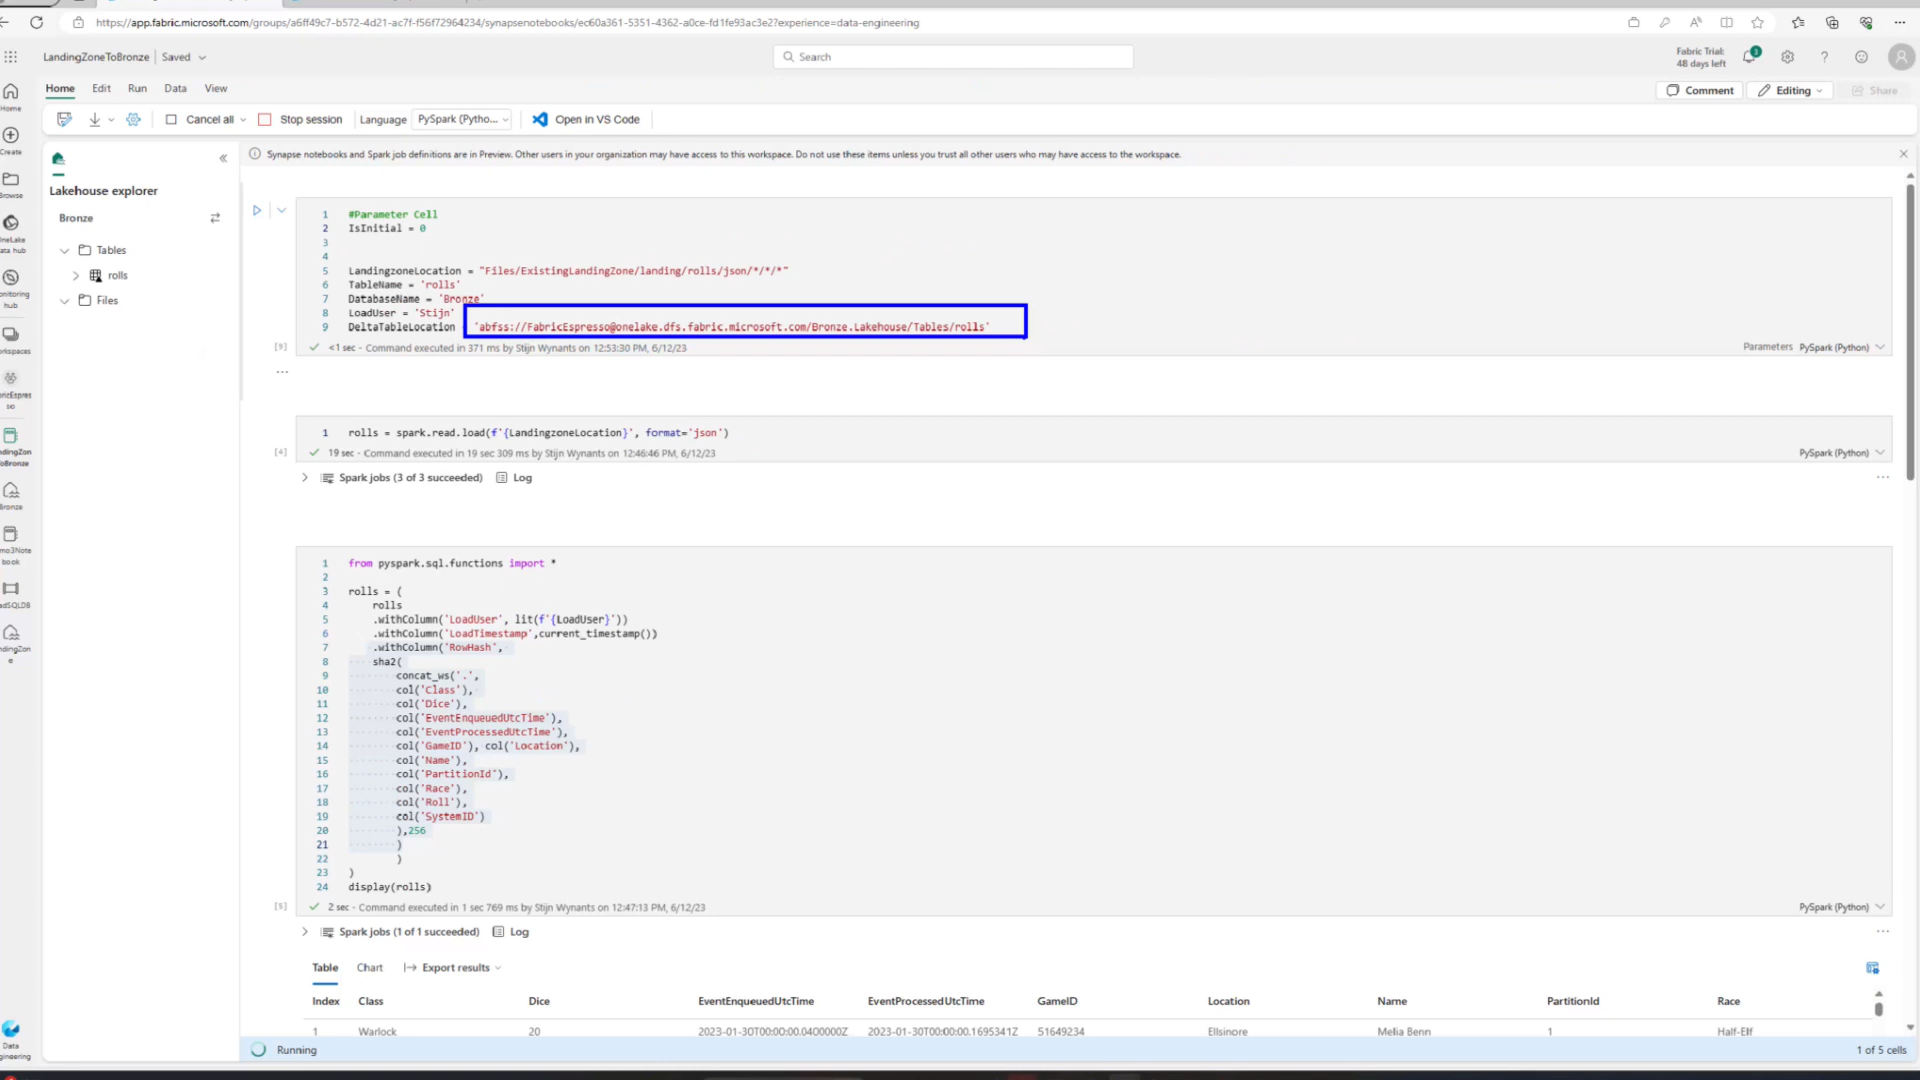 https://app.fabric.microsoft.com/groups/a6ff49c7-b572-4d21-ac7f-f56f72964234/synapsenotebooks/ec60a361-5351-4362-a0ce-fd1fe93ac3e2?experience=data-engineering
LandingZoneToBronze | Saved
Search
Fabric Trial:
48 days left
3
Home Edit Run Data View
Comment Editing Share
Cancel all Stop session Language PySpark (Pytho... Open in VS Code
Home
Create
Browse
Lakehouse explorer
Bronze
Tables
rolls
Files
Synapse notebooks and Spark job definitions are in Preview. Other users in your organization may have access to this workspace. Do not use these items unless you trust all other users who may have access to the workspace.
1 #Parameter Cell
2 IsInitial = 0
3
4
5 LandingzoneLocation = "Files/ExistingLandingZone/landing/rolls/json/*/*/*"
6 TableName = 'rolls'
7 DatabaseName = 'Bronze'
8 LoadUser = 'Stijn'
9 DeltaTableLocation 'abfss://FabricEspresso@onelake.dfs.fabric.microsoft.com/Bronze.Lakehouse/Tables/rolls'
[9] <1 sec - Command executed in 371 ms by Stijn Wynants on 12:53:30 PM, 6/12/23 Parameters PySpark (Python)
...
1 rolls = spark.read.load(f'{LandingzoneLocation}', format='json')
[4] 19 sec - Command executed in 19 sec 309 ms by Stijn Wynants on 12:46:46 PM, 6/12/23 PySpark (Python)
Spark jobs (3 of 3 succeeded) Log ...
1 from pyspark.sql.functions import *
2
3 rolls = (
4 rolls
5 .withColumn('LoadUser', lit(f'{LoadUser}'))
6 .withColumn('LoadTimestamp',current_timestamp())
7 .withColumn('RowHash',
8 sha2(
9 concat_ws('.',
10 col('Class'),
11 col('Dice'),
12 col('EventEnqueuedUtcTime'),
13 col('EventProcessedUtcTime'),
14 col('GameID'), col('Location'),
15 col('Name'),
16 col('PartitionId'),
17 col('Race'),
18 col('Roll'),
19 col('SystemID')
20 ),256
21 )
22 )
23 )
24 display(rolls)
[5] 2 sec - Command executed in 1 sec 769 ms by Stijn Wynants on 12:47:13 PM, 6/12/23 PySpark (Python)
Spark jobs (1 of 1 succeeded) Log ...
Table Chart Export results
Index Class Dice EventEnqueuedUtcTime EventProcessedUtcTime GameID Location Name PartitionId Race
1 Warlock 20 2023-01-30T00:00:00.0400000Z 2023-01-30T00:00:00.1695341Z 51649234 Ellsinore Melia Benn 1 Half-Elf
Running 1 of 5 cells